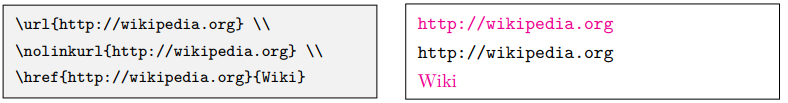 \url{http://wikipedia.org} \\
\nolinkurl{http://wikipedia.org} \\
\href{http://wikipedia.org}{Wiki}
http://wikipedia.org
http://wikipedia.org
Wiki